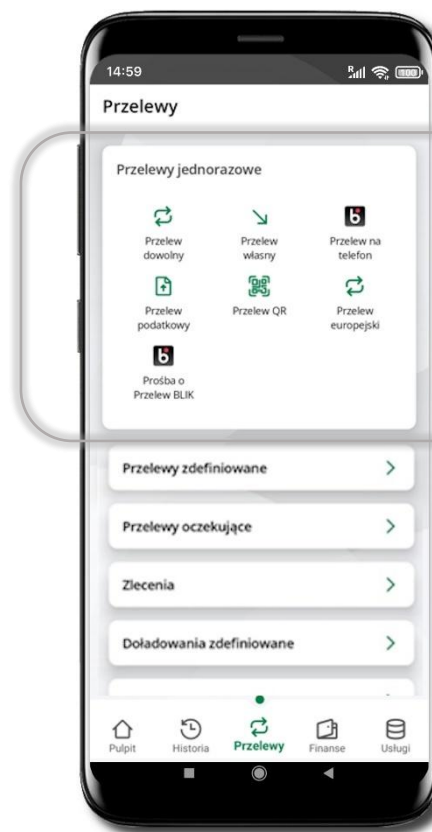 14:59
R
100
Przelewy
Przelewy jednorazowe
Przelew
dowolny
Przelew
własny
Przelew na
telefon
Przelew
podatkowy
Przelew QR
Przelew
europejski
Prośba o
Przelew BLIK
Przelewy zdefiniowane
Przelewy oczekujące
Zlecenia
Doładowania zdefiniowane
Pulpit
Historia
Przelewy
Finanse
Usługi